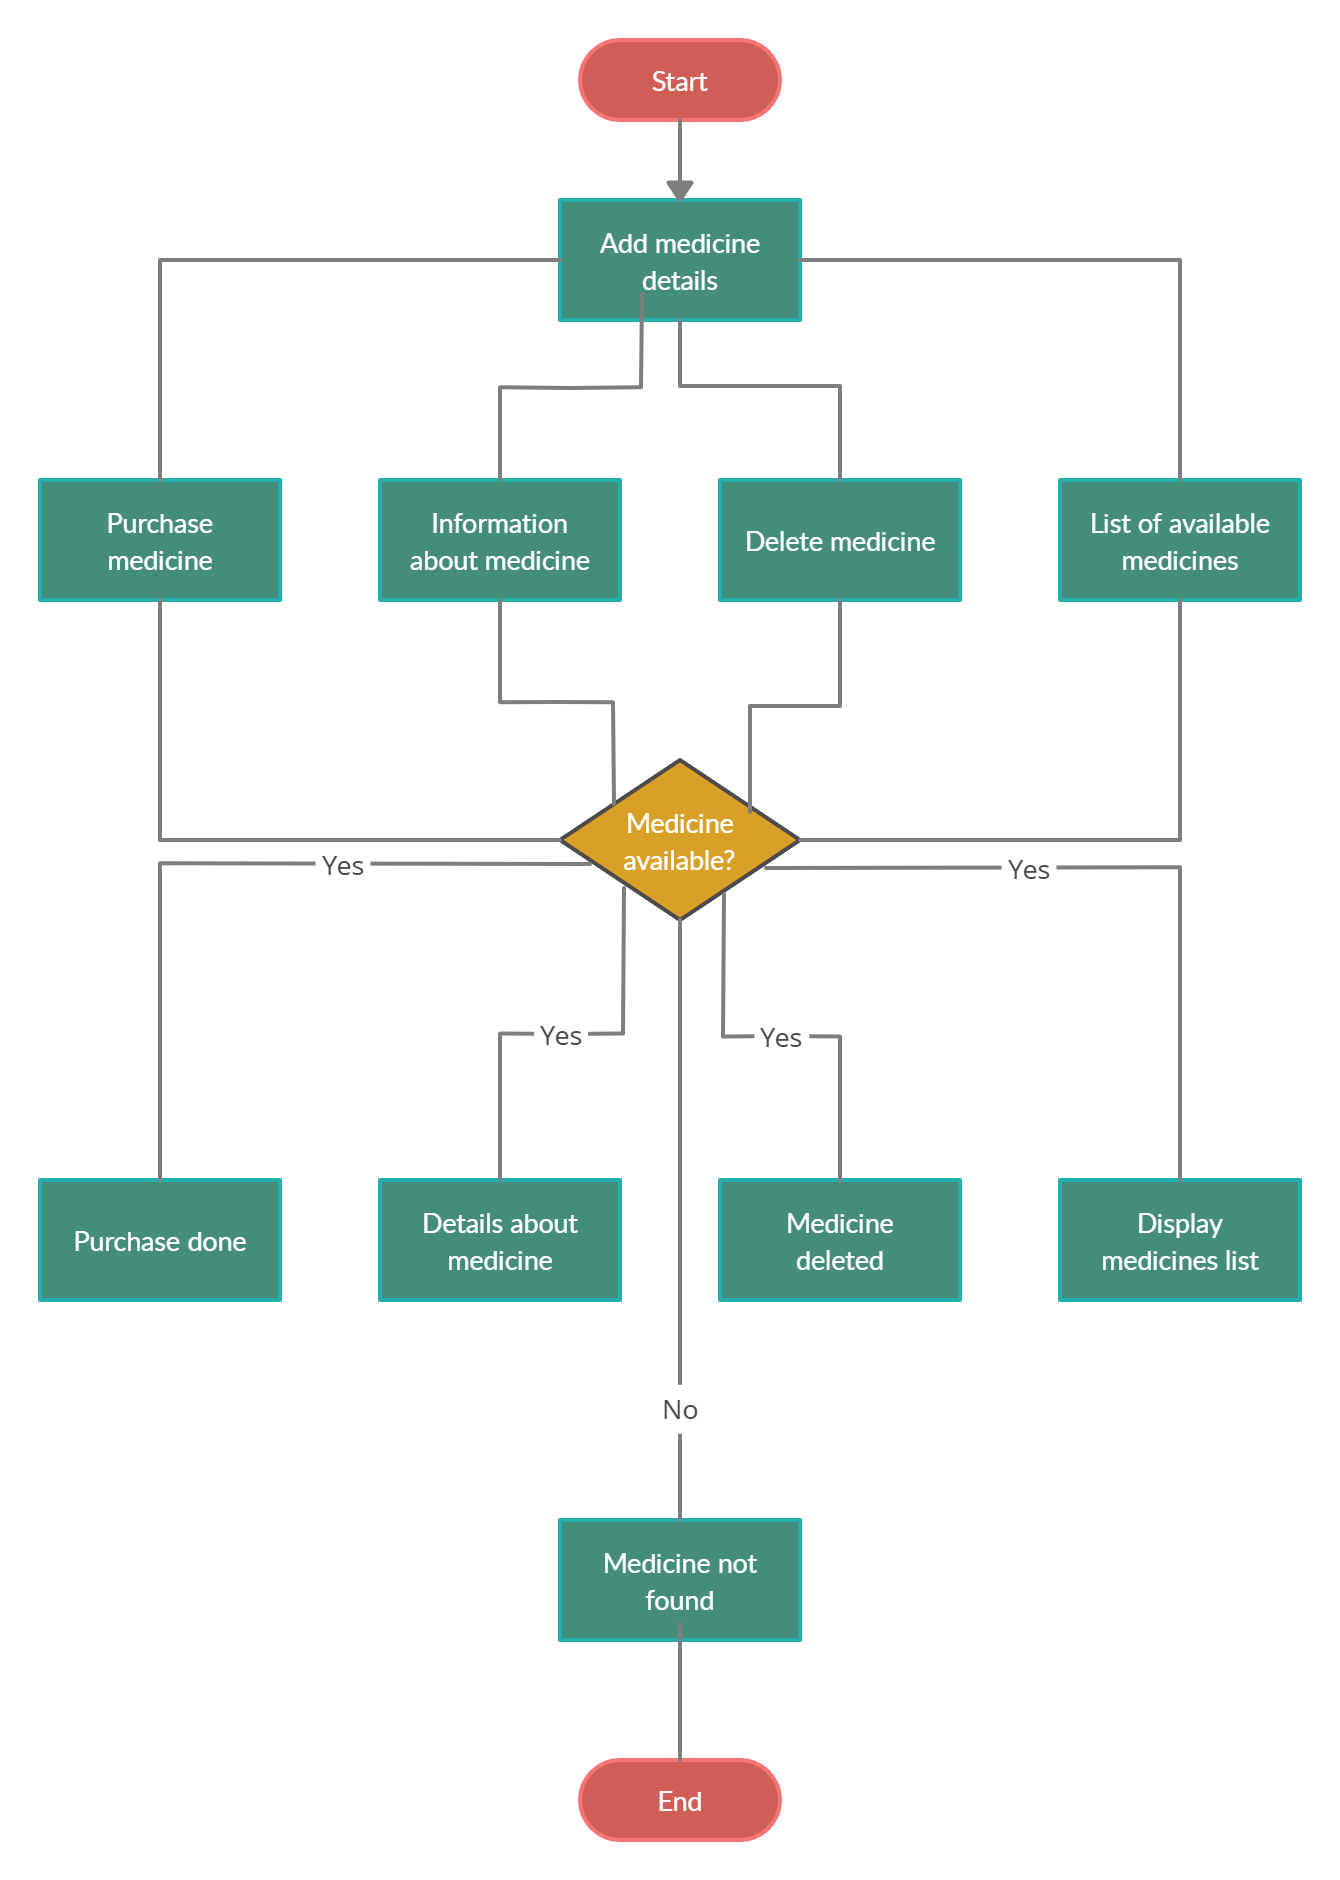 Start
Add medicine
details
Purchase
medicine
Information
about medicine
Delete medicine
List of available
medicines
Medicine
available?
Yes
Yes
Yes
Yes
Purchase done
Details about
medicine
Medicine
deleted
Display
medicines list
No
Medicine not
found
End